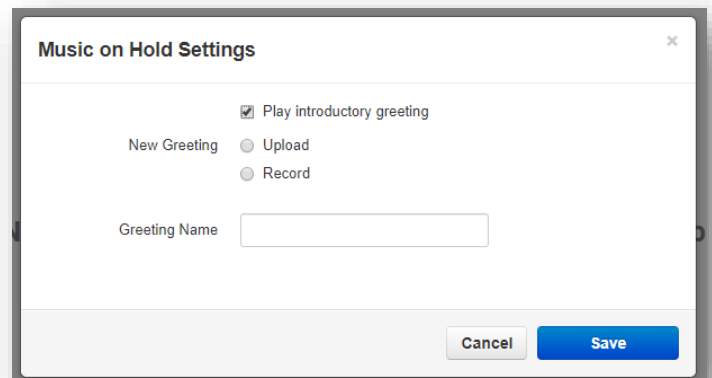 Music on Hold Settings
×
Play introductory greeting
New Greeting
Upload
Record
Greeting Name
Cancel
Save